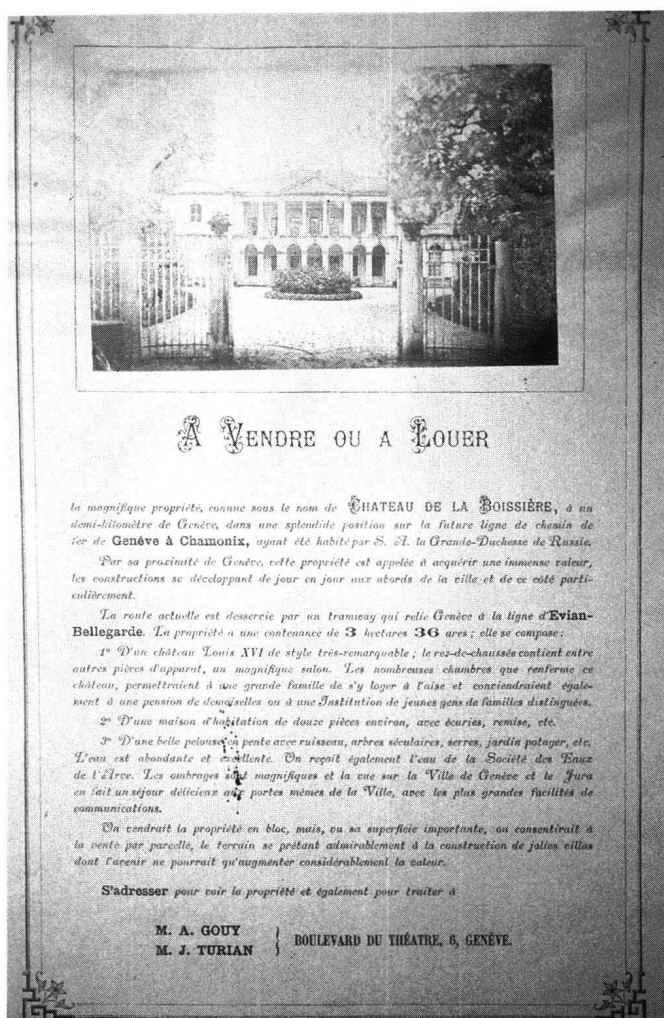 A VENDRE OU A LOUER
la magnifique propriété, connue sous le nom de CHATEAU DE LA BOISSIÈRE, à un
demi-kilomètre de Genève, dans une splendide position sur la future ligne de chemin de
fer de Genève à Chamonix, ayant été habité par S. A. la Grande-Duchesse de Russie.
Par sa proximité de Genève, cette propriété est appelée à acquérir une immense valeur,
les constructions se développant de jour en jour aux abords de la ville et de ce côté parti-
culièrement.
La route actuelle est desservie par un tramway qui relie Genève à la ligne d'Evian-
Bellegarde. La propriété a une contenance de 3 hectares 36 ares ; elle se compose :
1° D'un château Louis XVI de style très-remarquable ; le rez-de-chaussée contient entre
autres pièces d'apparat, un magnifique salon. Les nombreuses chambres que renferme ce
château, permettraient à une grande famille de s'y loger à l'aise et conviendraient égale-
ment à une pension de demoiselles ou à une Institution de jeunes gens de familles distinguées.
2° D'une maison d'habitation de douze pièces environ, avec écuries, remise, etc.
3° D'une belle pelouse en pente avec ruisseau, arbres séculaires, serres, jardin potager, etc.
L'eau est abondante et excellente. On reçoit également l'eau de la Société des Eaux
de l'Arve. Les ombrages sont magnifiques et la vue sur la Ville de Genève et le Jura
en fait un séjour délicieux aux portes mêmes de la Ville, avec les plus grandes facilités de
communications.
On vendrait la propriété en bloc, mais, vu sa superficie importante, on consentirait à
la vente par parcelle, le terrain se prêtant admirablement à la construction de jolies villas
dont l'avenir ne pourrait qu'augmenter considérablement la valeur.
S'adresser pour voir la propriété et également pour traiter à
M. A. GOUY
M. J. TURIAN
BOULEVARD DU THÉATRE, 6, GENÈVE.